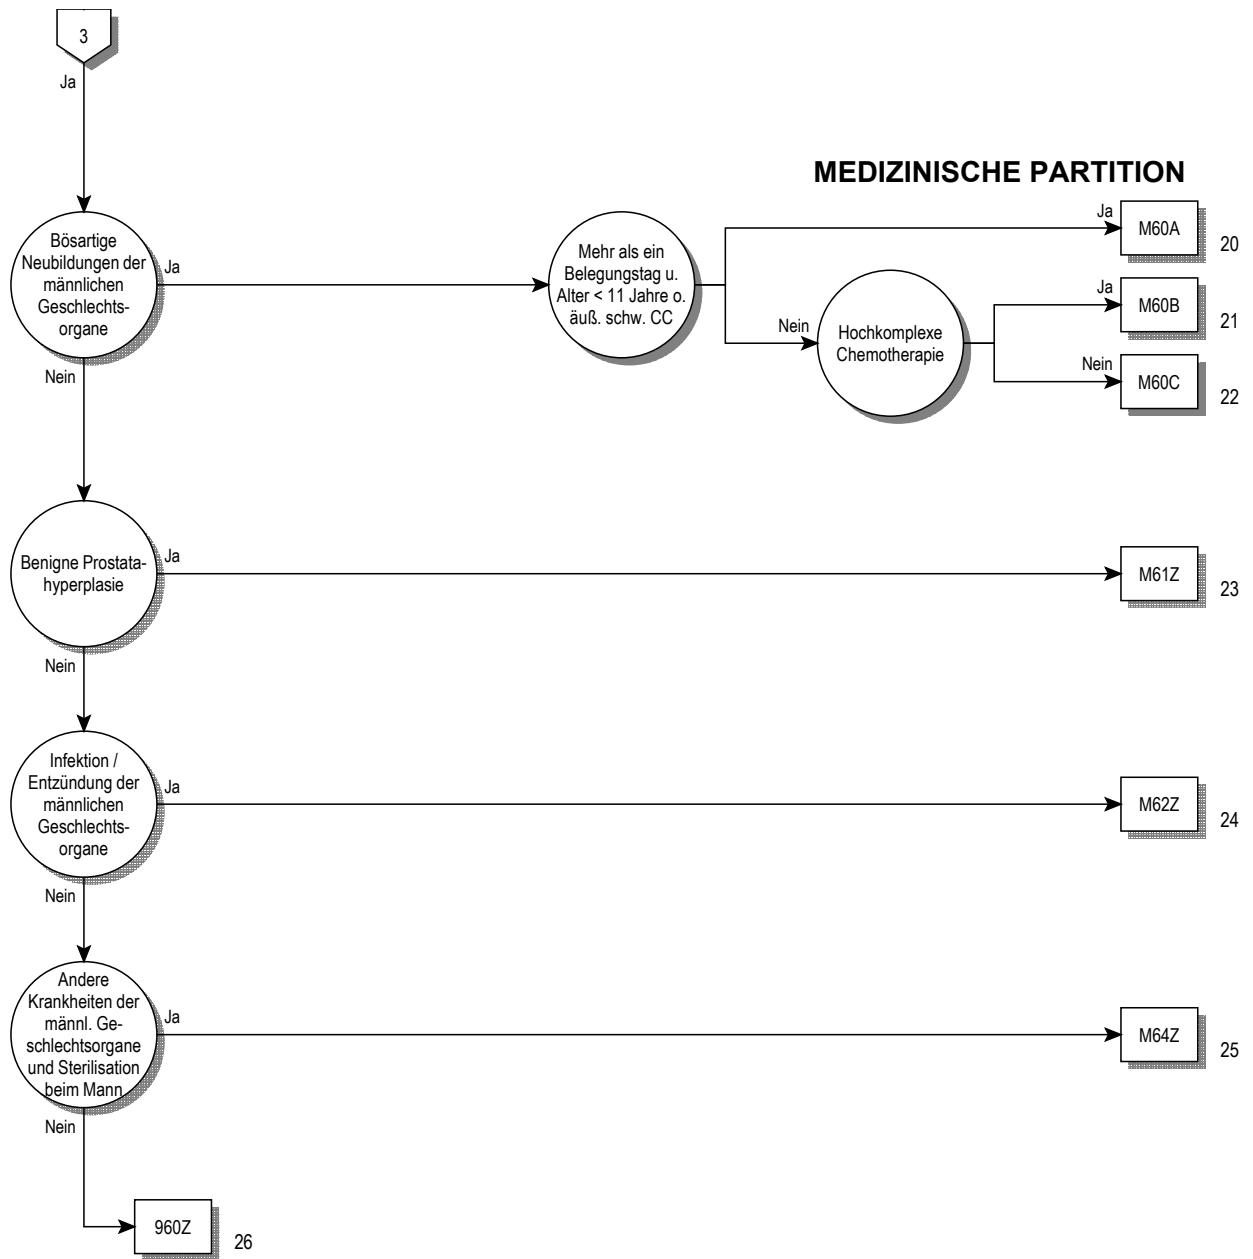 3
Ja
MEDIZINISCHE PARTITION
Bösartige
Neubildungen der
männlichen
Geschlechts-
organe
Ja
Mehr als ein
Belegungstag u.
Alter < 11 Jahre o.
äuß. schw. CC
Ja
M60A
20
Nein
Hochkomplexe
Chemotherapie
Ja
M60B
21
Nein
M60C
22
Nein
Benigne Prostata-
hyperplasie
Ja
M61Z
23
Nein
Infektion /
Entzündung der
männlichen
Geschlechts-
organe
Ja
M62Z
24
Nein
Andere
Krankheiten der
männl. Ge-
schlechtsorgane
und Sterilisation
beim Mann
Ja
M64Z
25
Nein
960Z
26